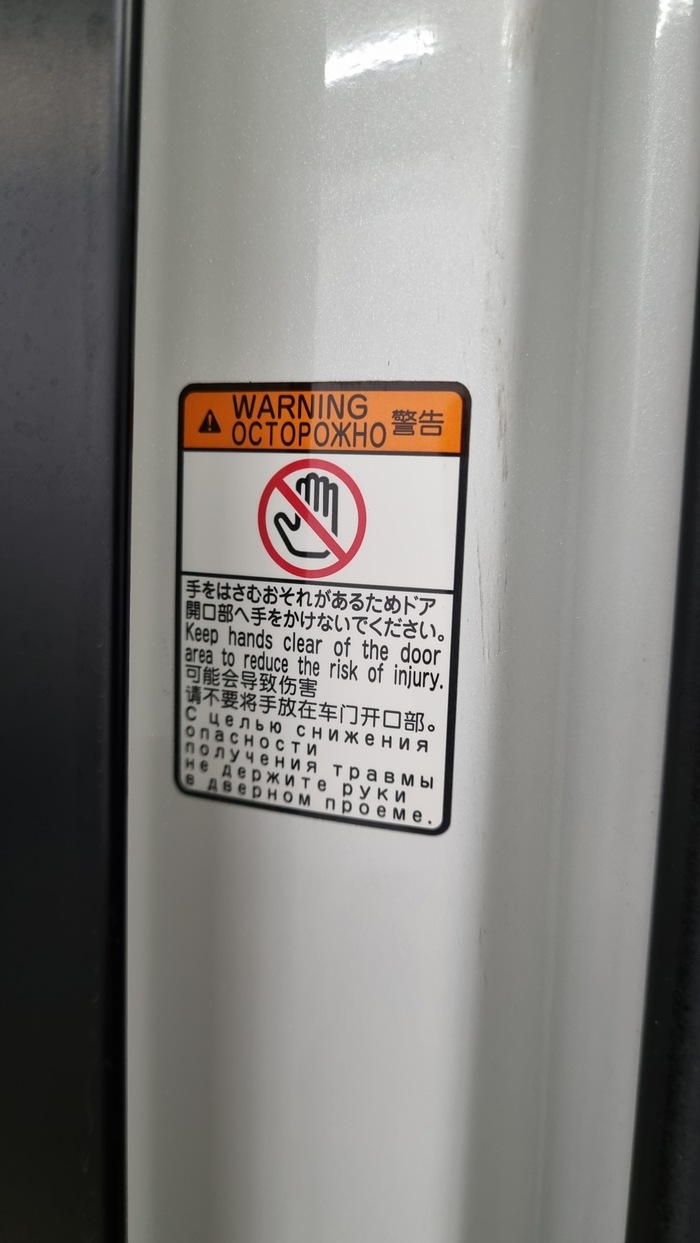 WARNING
ОСТОРОЖНО
警告
手をはさむおそれがあるためドア
開口部へ手をかけないでください。
Keep hands clear of the door
area to reduce the risk of injury.
可能会导致伤害
请不要将手放在车门开口部。
С целью снижения
опасности
получения травмы
не держите руки
в дверном проеме.